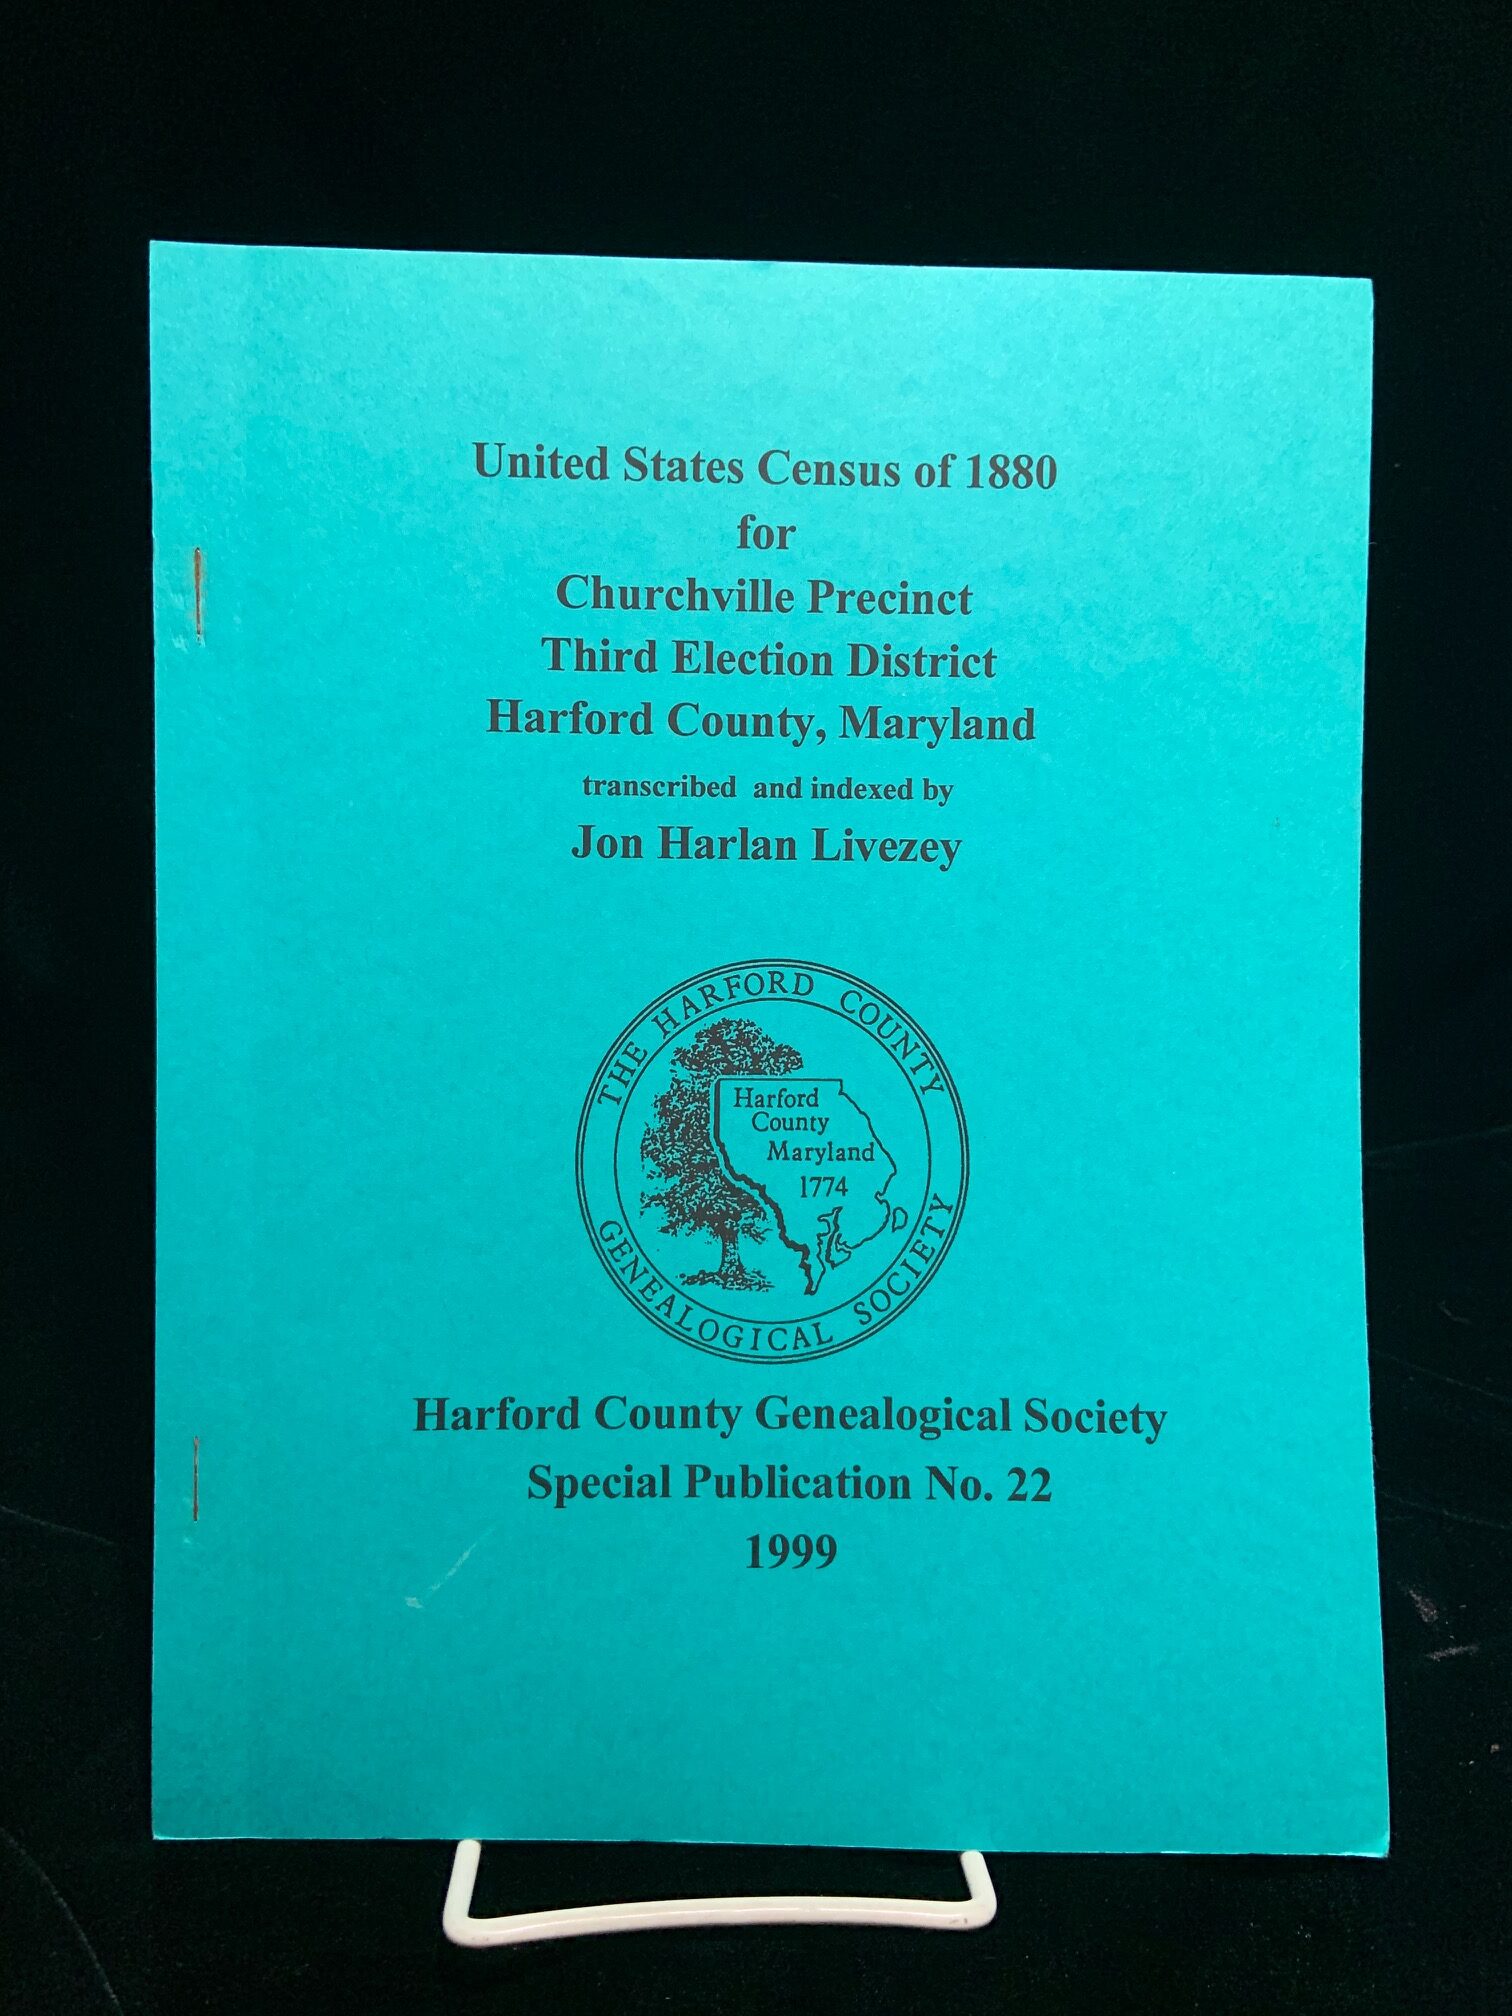 United States Census of 1880
for
Churchville Precinct
Third Election District
Harford County, Maryland
transcribed and indexed by
Jon Harlan Livezey
THE HARFORD COUNTY
Harford
County
Maryland
1774
GENEALOGICAL SOCIETY
Harford County Genealogical Society
Special Publication No. 22
1999